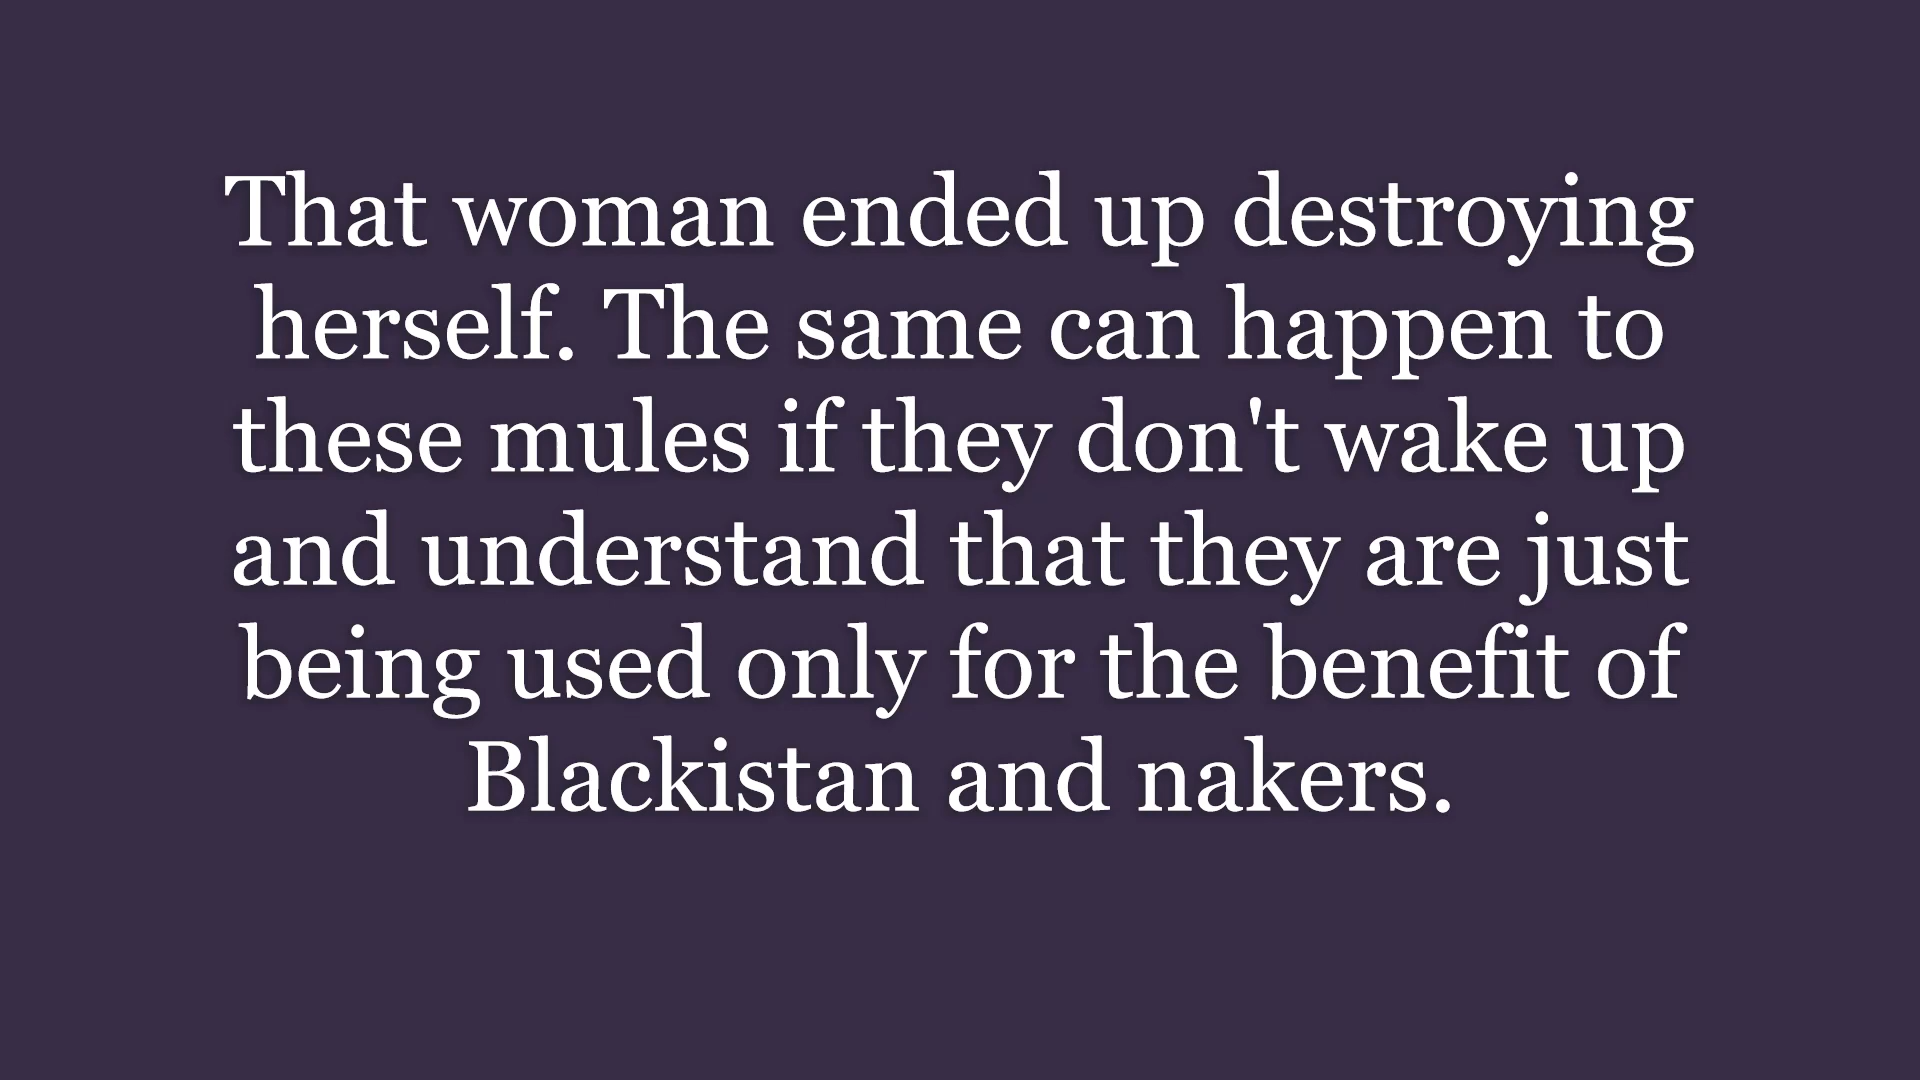 That woman ended up destroying
herself. The same can happen to
these mules if they don't wake up
and understand that they are just
being used only for the benefit of
Blackistan and nakers.